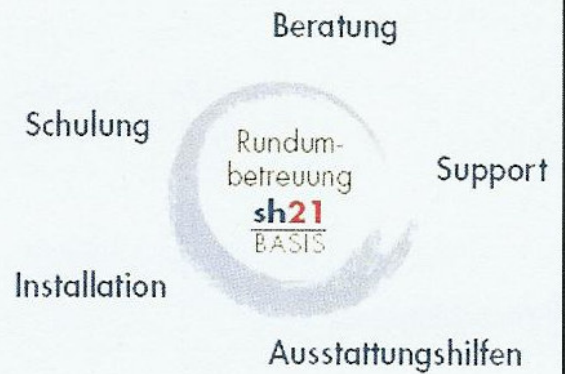 Beratung
Schulung
Rundum-
betreuung
sh21
BASIS
Support
Installation
Ausstattungshilfen